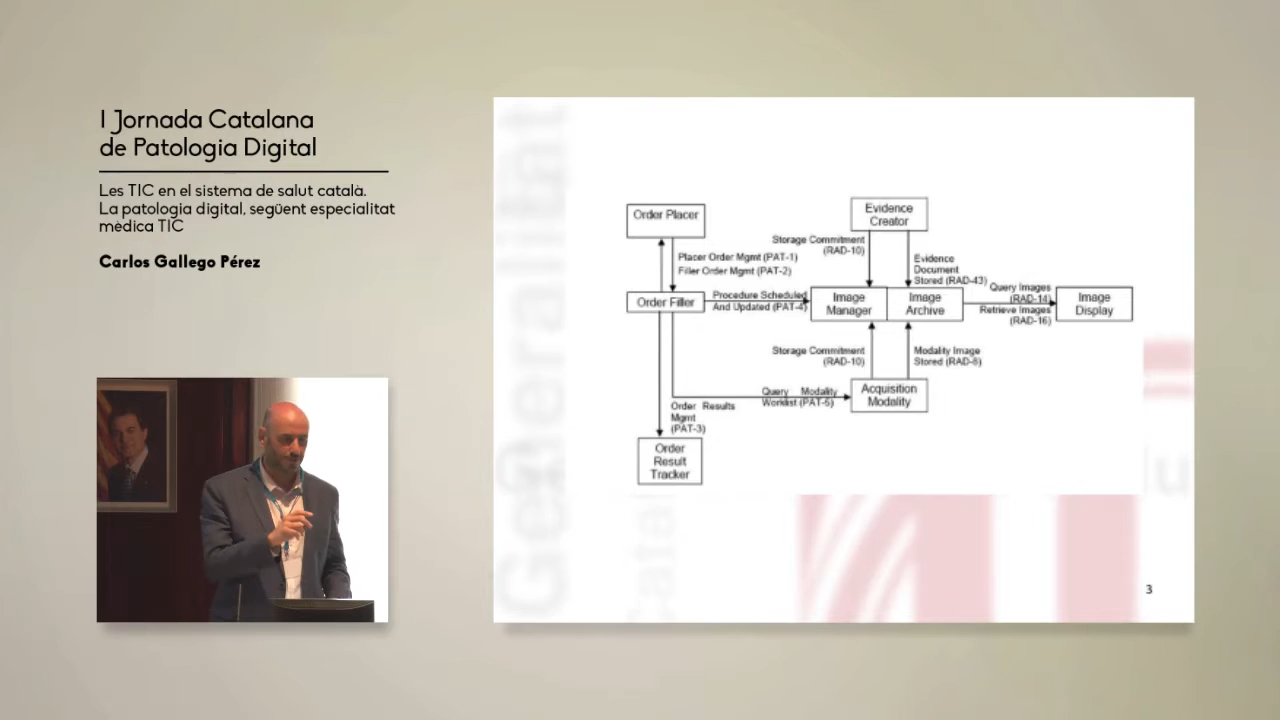 I Jornada Catalana
de Patologia Digital
Les TIC en el sistema de salut català.
La patologia digital, següent especialitat
mèdica TIC
Carlos Gallego Pérez
Order Placer
Evidence
Creator
Storage Commitment
(RAD-10)
Placer Order Mgmt (PAT-1)
Filler Order Mgmt (PAT-2)
Evidence
Document
Stored (RAD-43)
Order Filler
Procedure Scheduled
And Updated (PAT-4)
Image
Manager
Image
Archive
Query Images
(RAD-14)
Retrieve Images
(RAD-16)
Image
Display
Storage Commitment
(RAD-10)
Modality Image
Stored (RAD-8)
Query Modality
Worklist (PAT-5)
Acquisition
Modality
Order Results
Mgmt
(PAT-3)
Order
Result
Tracker
Generalitat
3